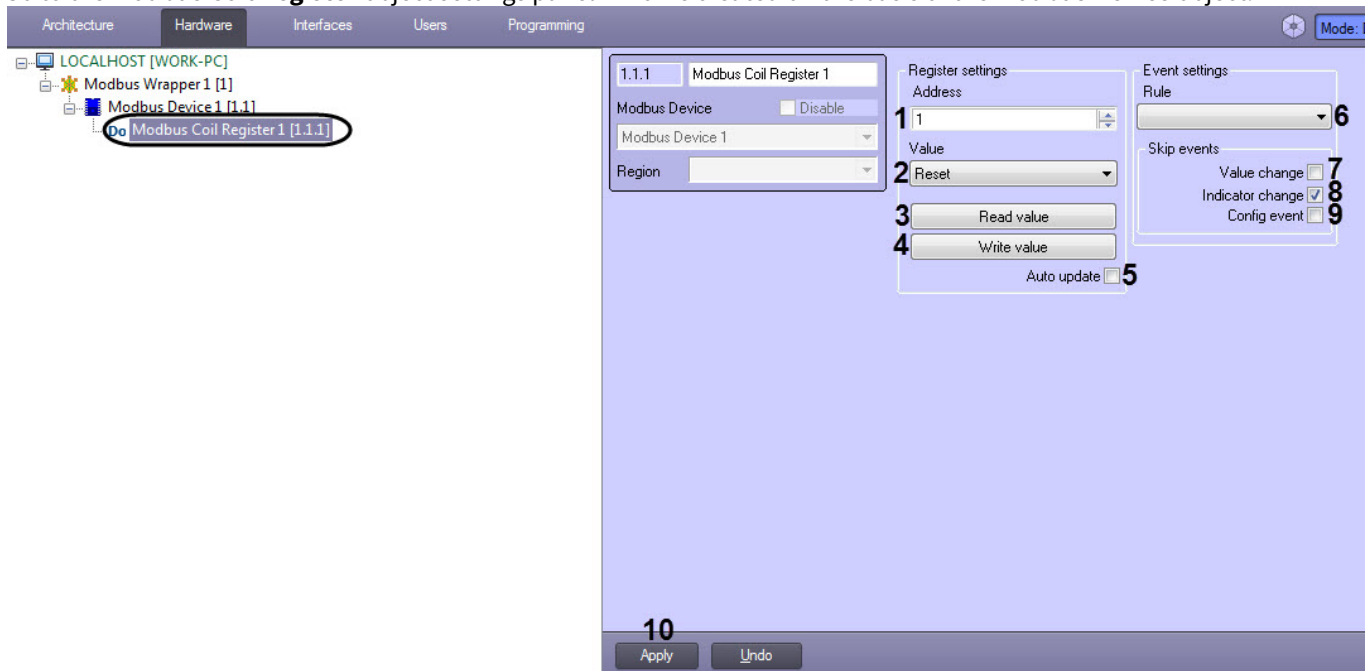 Architecture Hardware Interfaces Users Programming Mode:
LOCALHOST [WORK-PC]
Modbus Wrapper 1 [1]
Modbus Device 1 [1.1]
Do Modbus Coil Register 1 [1.1.1]
1.1.1 Modbus Coil Register 1
Modbus Device Disable
Modbus Device 1
Region
Register settings
Address
1 1
Value
2 Reset
3 Read value
4 Write value
Auto update 5
Event settings
Rule
6
Skip events
Value change 7
Indicator change 8
Config event 9
10
Apply Undo